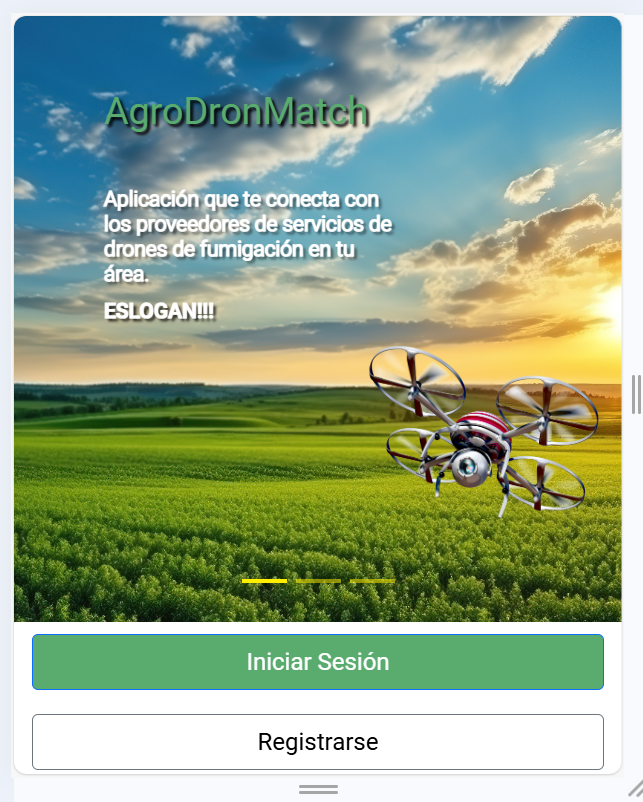 AgroDronMatch
Aplicación que te conecta con
los proveedores de servicios de
drones de fumigación en tu
área.
ESLOGAN!!!
Iniciar Sesión
Registrarse